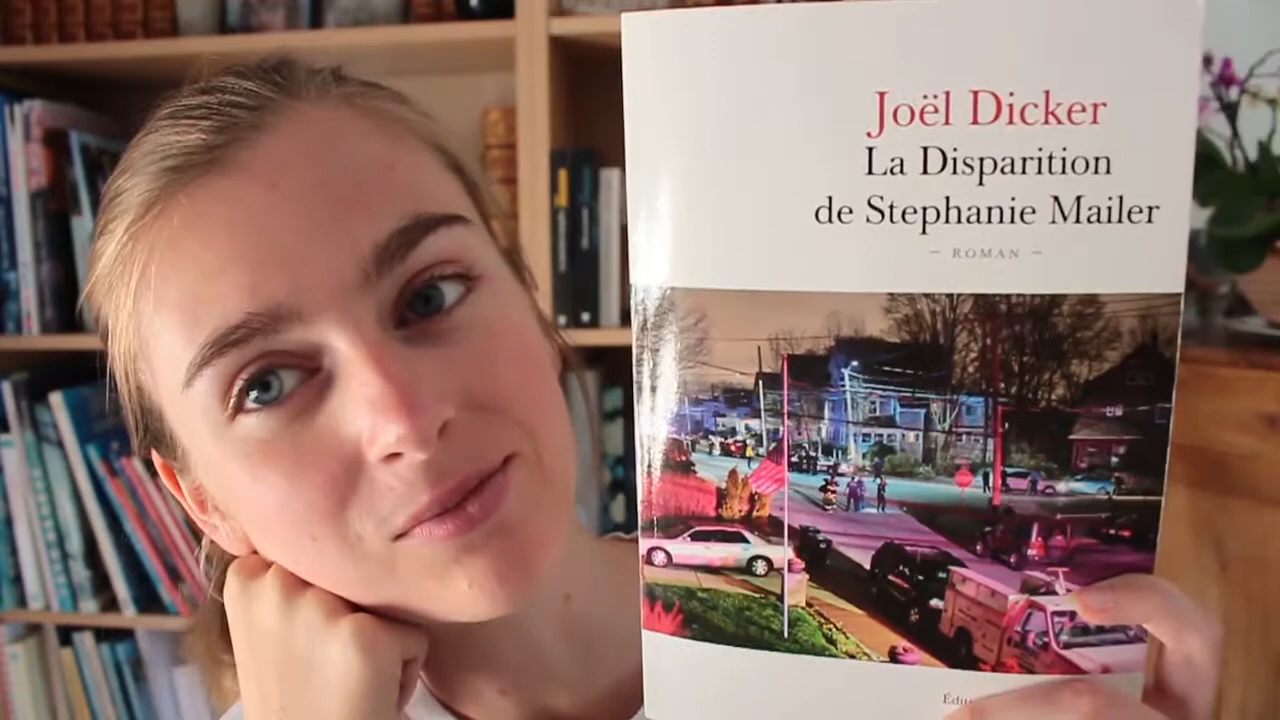 Joël Dicker
La Disparition
de Stephanie Mailer
– ROMAN –